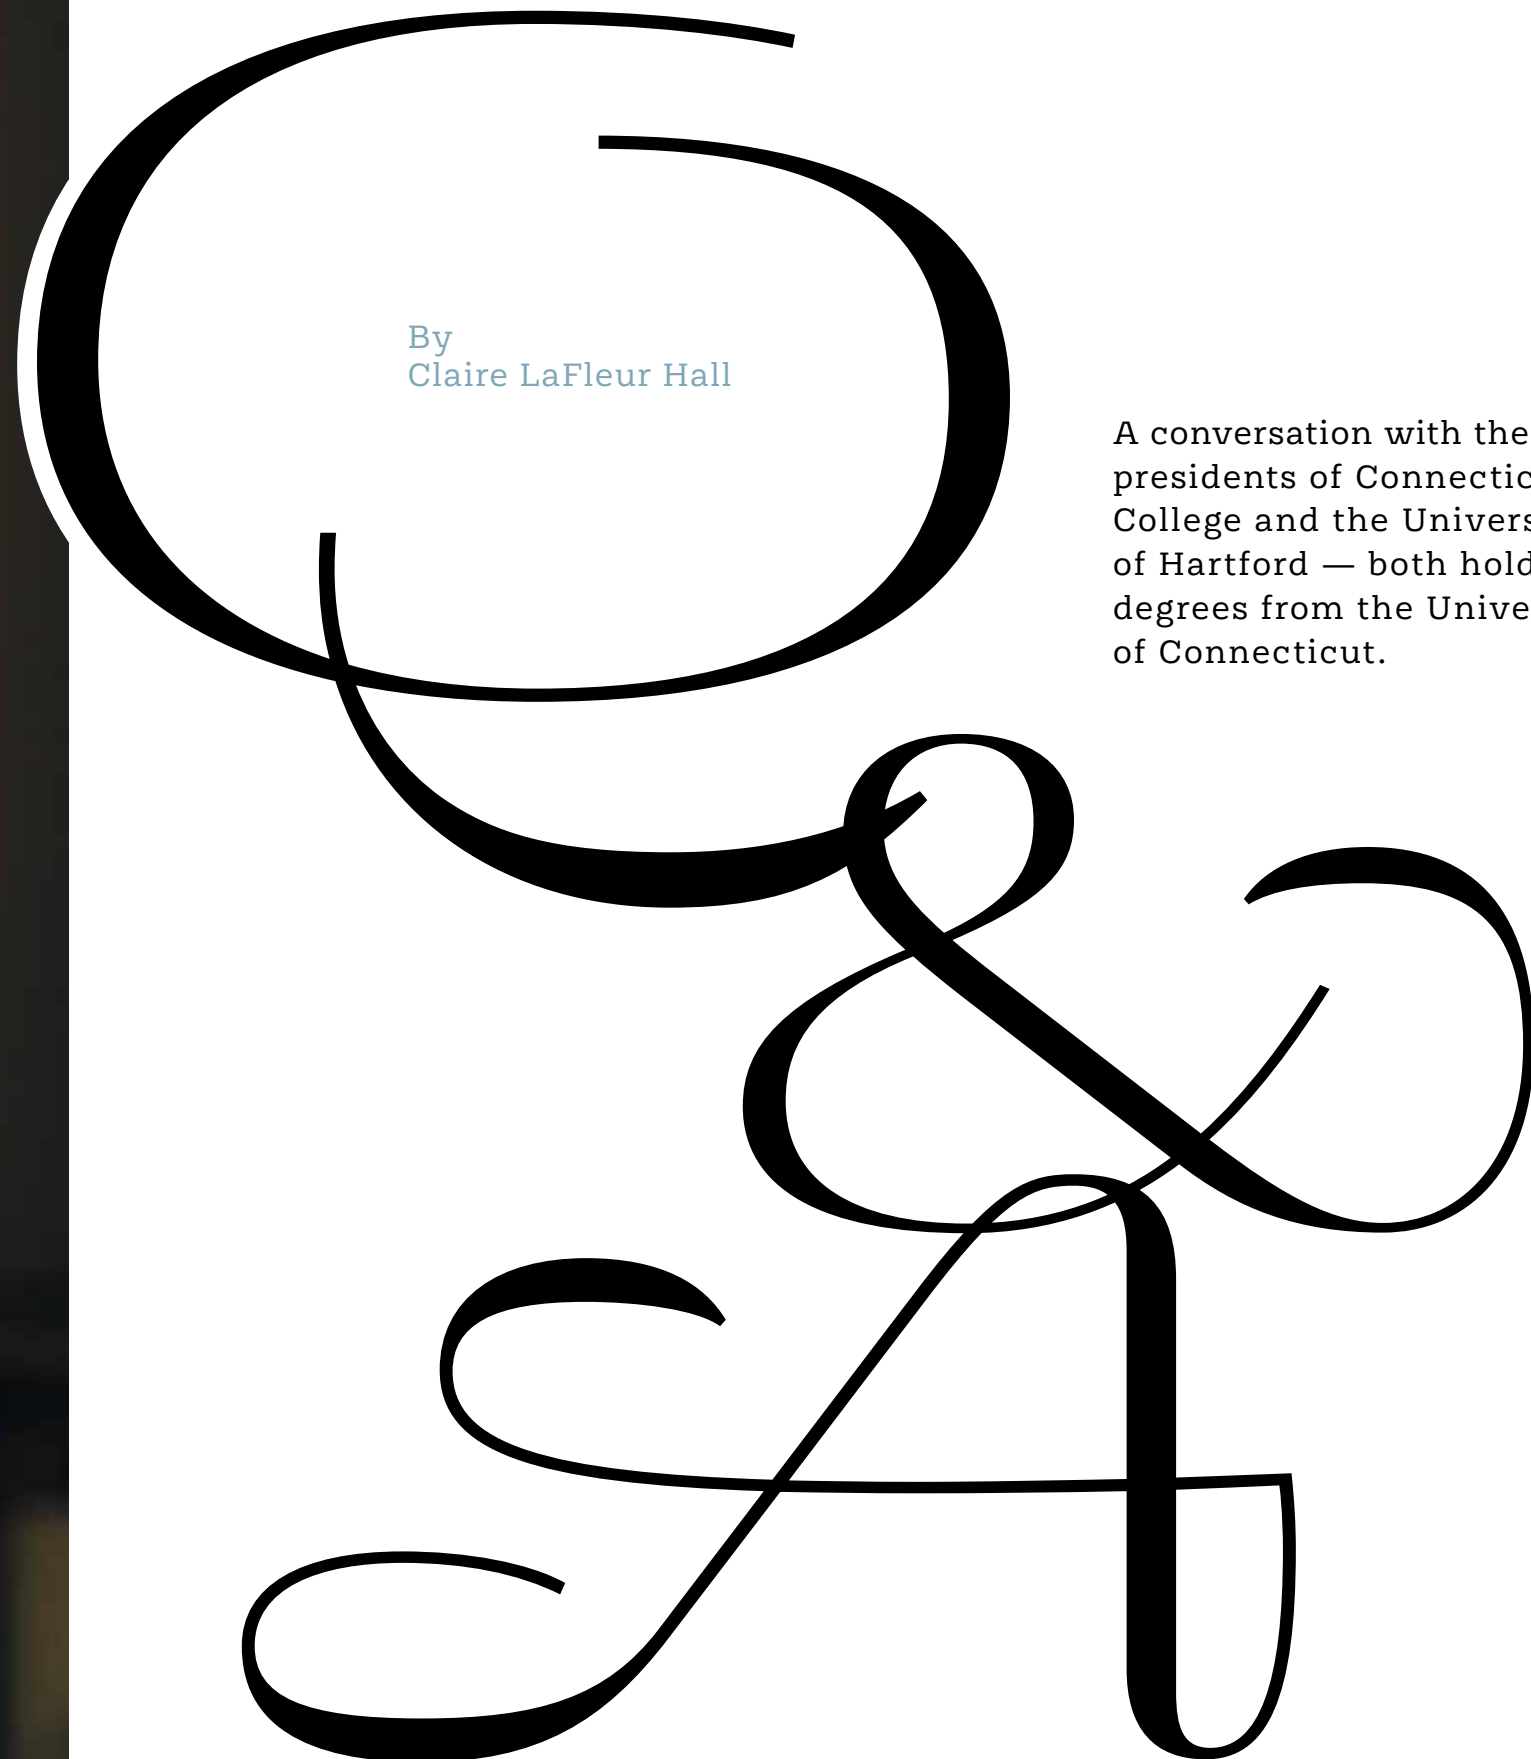 Q
By
Claire LaFleur Hall
A conversation with the
presidents of Connectic
College and the Univers
of Hartford — both hold
degrees from the Unive
of Connecticut.
&
A